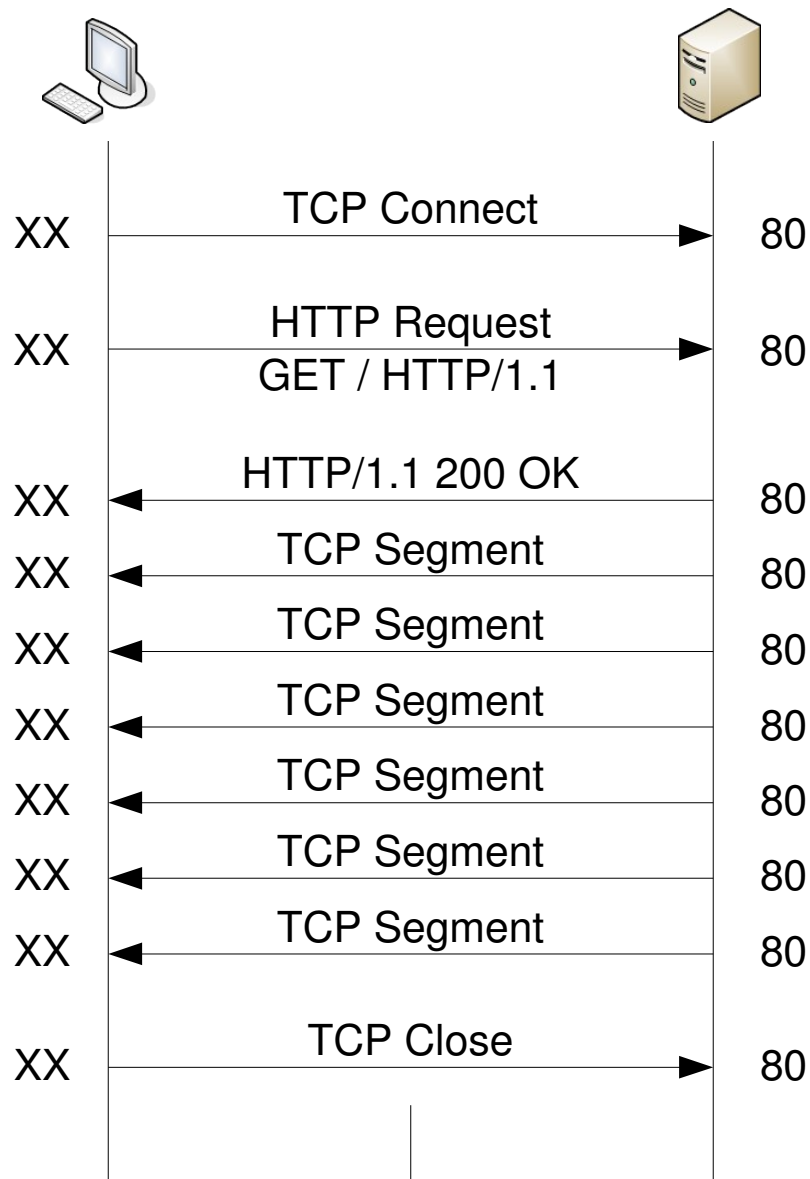 TCP Connect
XX 80
HTTP Request
XX 80
GET / HTTP/1.1
HTTP/1.1 200 OK
XX 80
TCP Segment
XX 80
TCP Segment
XX 80
TCP Segment
XX 80
TCP Segment
XX 80
TCP Segment
XX 80
TCP Segment
XX 80
TCP Close
XX 80